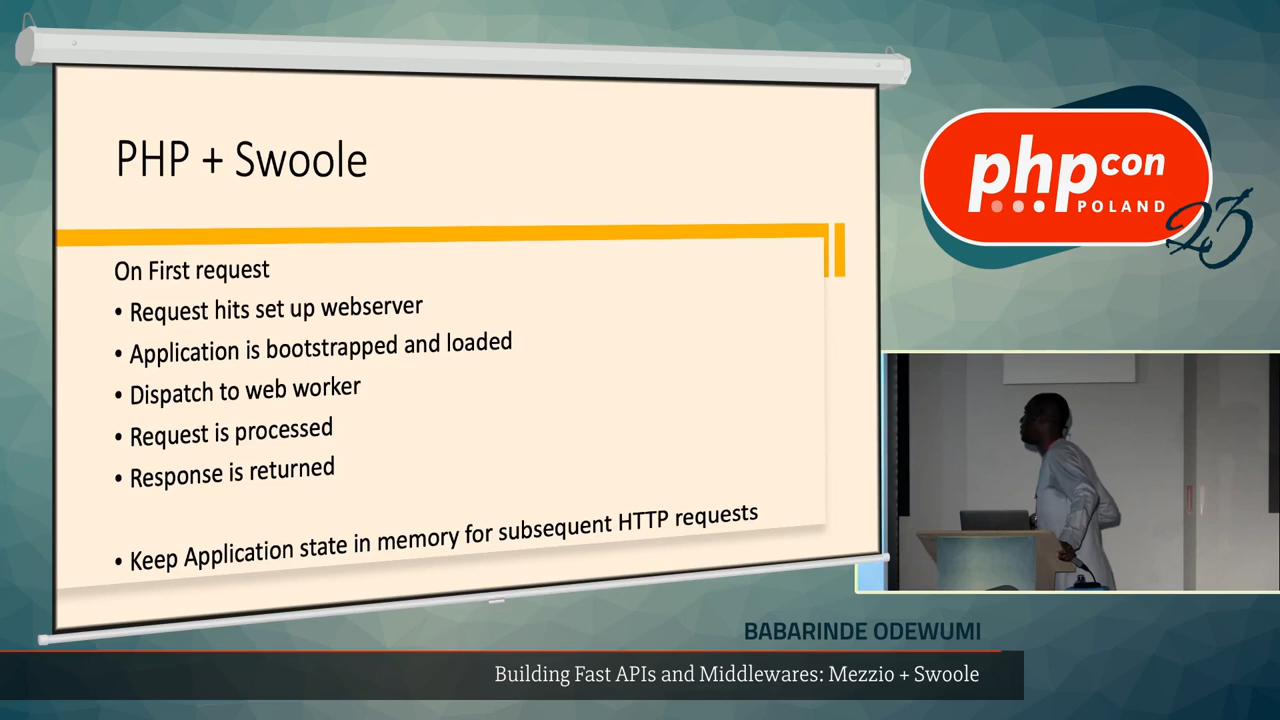 PHP + Swoole
On First request
• Request hits set up webserver
• Application is bootstrapped and loaded
• Dispatch to web worker
• Request is processed
• Response is returned
• Keep Application state in memory for subsequent HTTP requests
phpcon
POLAND
23
BABARINDE ODEWUMI
Building Fast APIs and Middlewares: Mezzio + Swoole